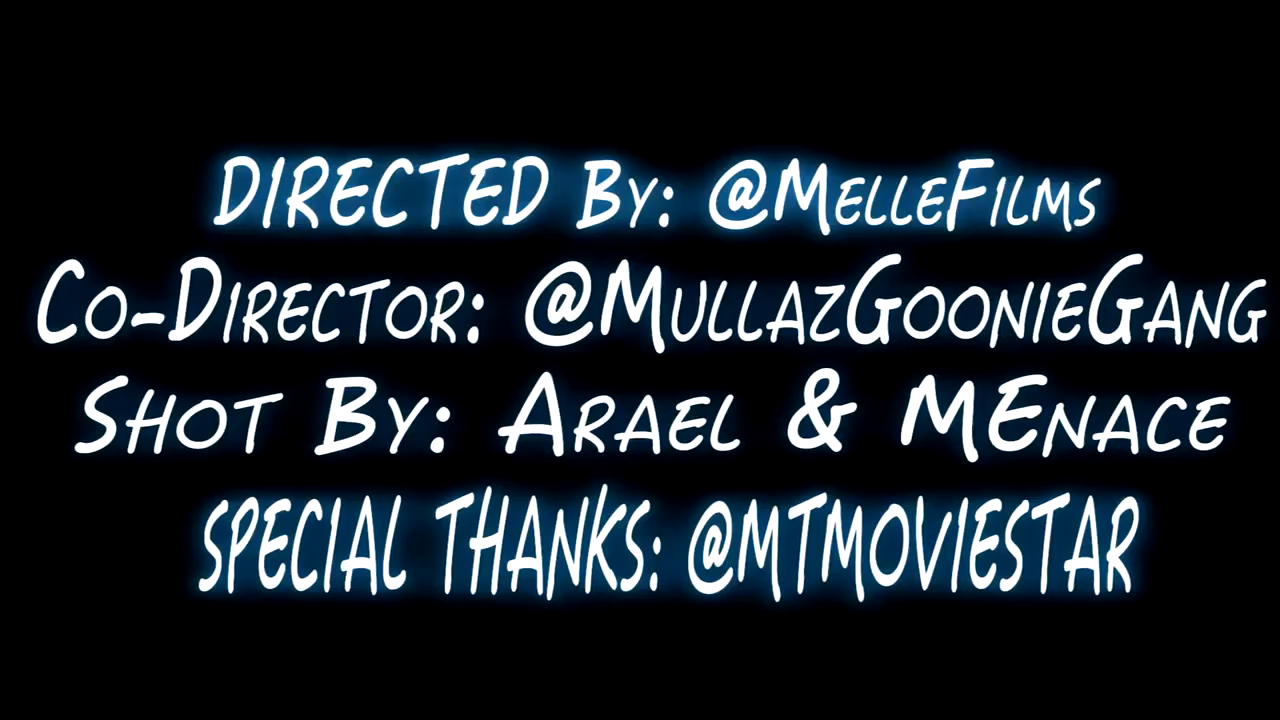 DIRECTED By: @MelleFilms
Co-Director: @MullazGoonieGang
Shot By: Arael & MEnace
SPECIAL THANKS: @MTMOVIESTAR